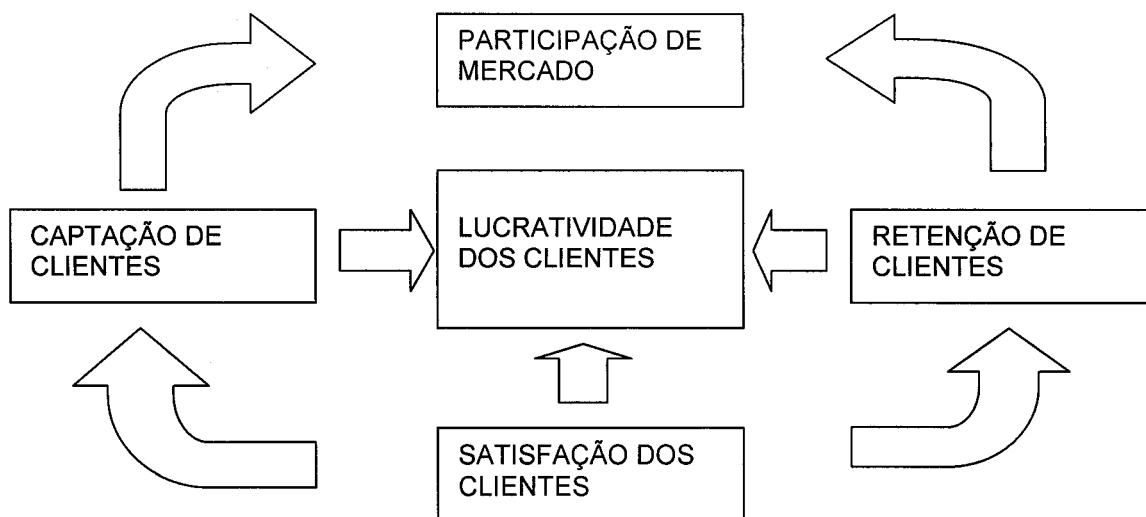 PARTICIPAÇÃO DE
MERCADO
CAPTAÇÃO DE
CLIENTES
LUCRATIVIDADE
DOS CLIENTES
RETENÇÃO DE
CLIENTES
SATISFAÇÃO DOS
CLIENTES